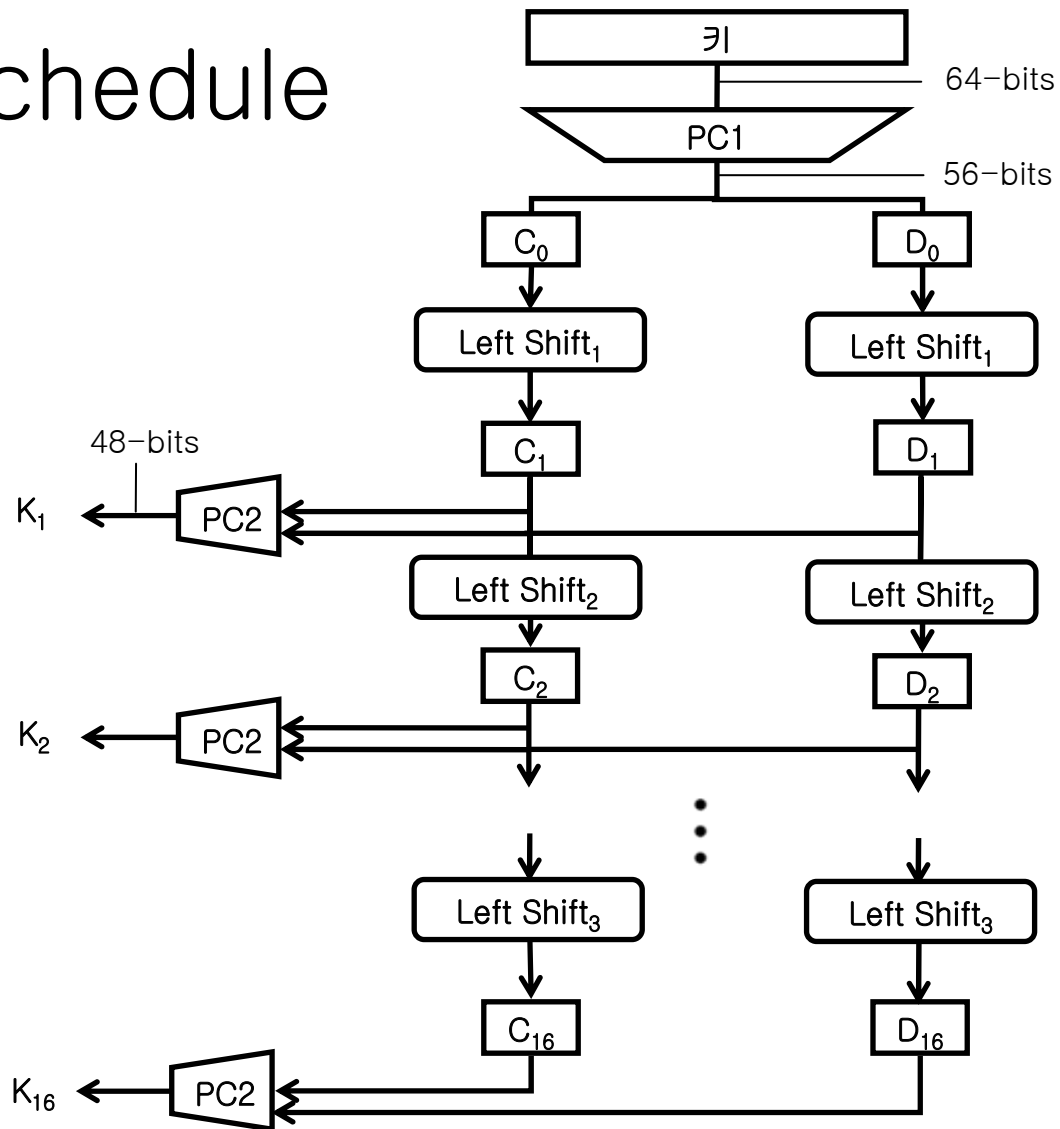 chedule
키
64-bits
PC1
56-bits
C₀
D₀
Left Shift₁
Left Shift₁
C₁
D₁
48-bits
K₁
PC2
Left Shift₂
Left Shift₂
C₂
D₂
K₂
PC2
Left Shift₃
Left Shift₃
C₁₆
D₁₆
K₁₆
PC2